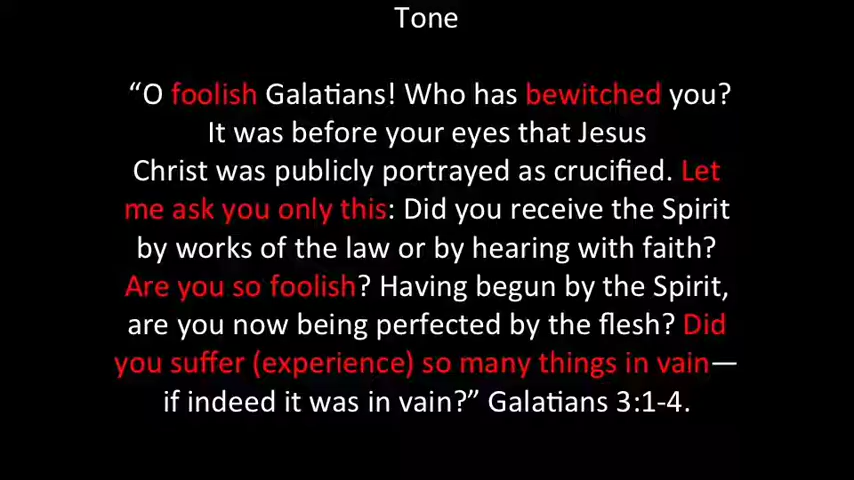 Tone
“O foolish Galatians! Who has bewitched you?
It was before your eyes that Jesus
Christ was publicly portrayed as crucified. Let
me ask you only this: Did you receive the Spirit
by works of the law or by hearing with faith?
Are you so foolish? Having begun by the Spirit,
are you now being perfected by the flesh? Did
you suffer (experience) so many things in vain—
if indeed it was in vain?” Galatians 3:1-4.